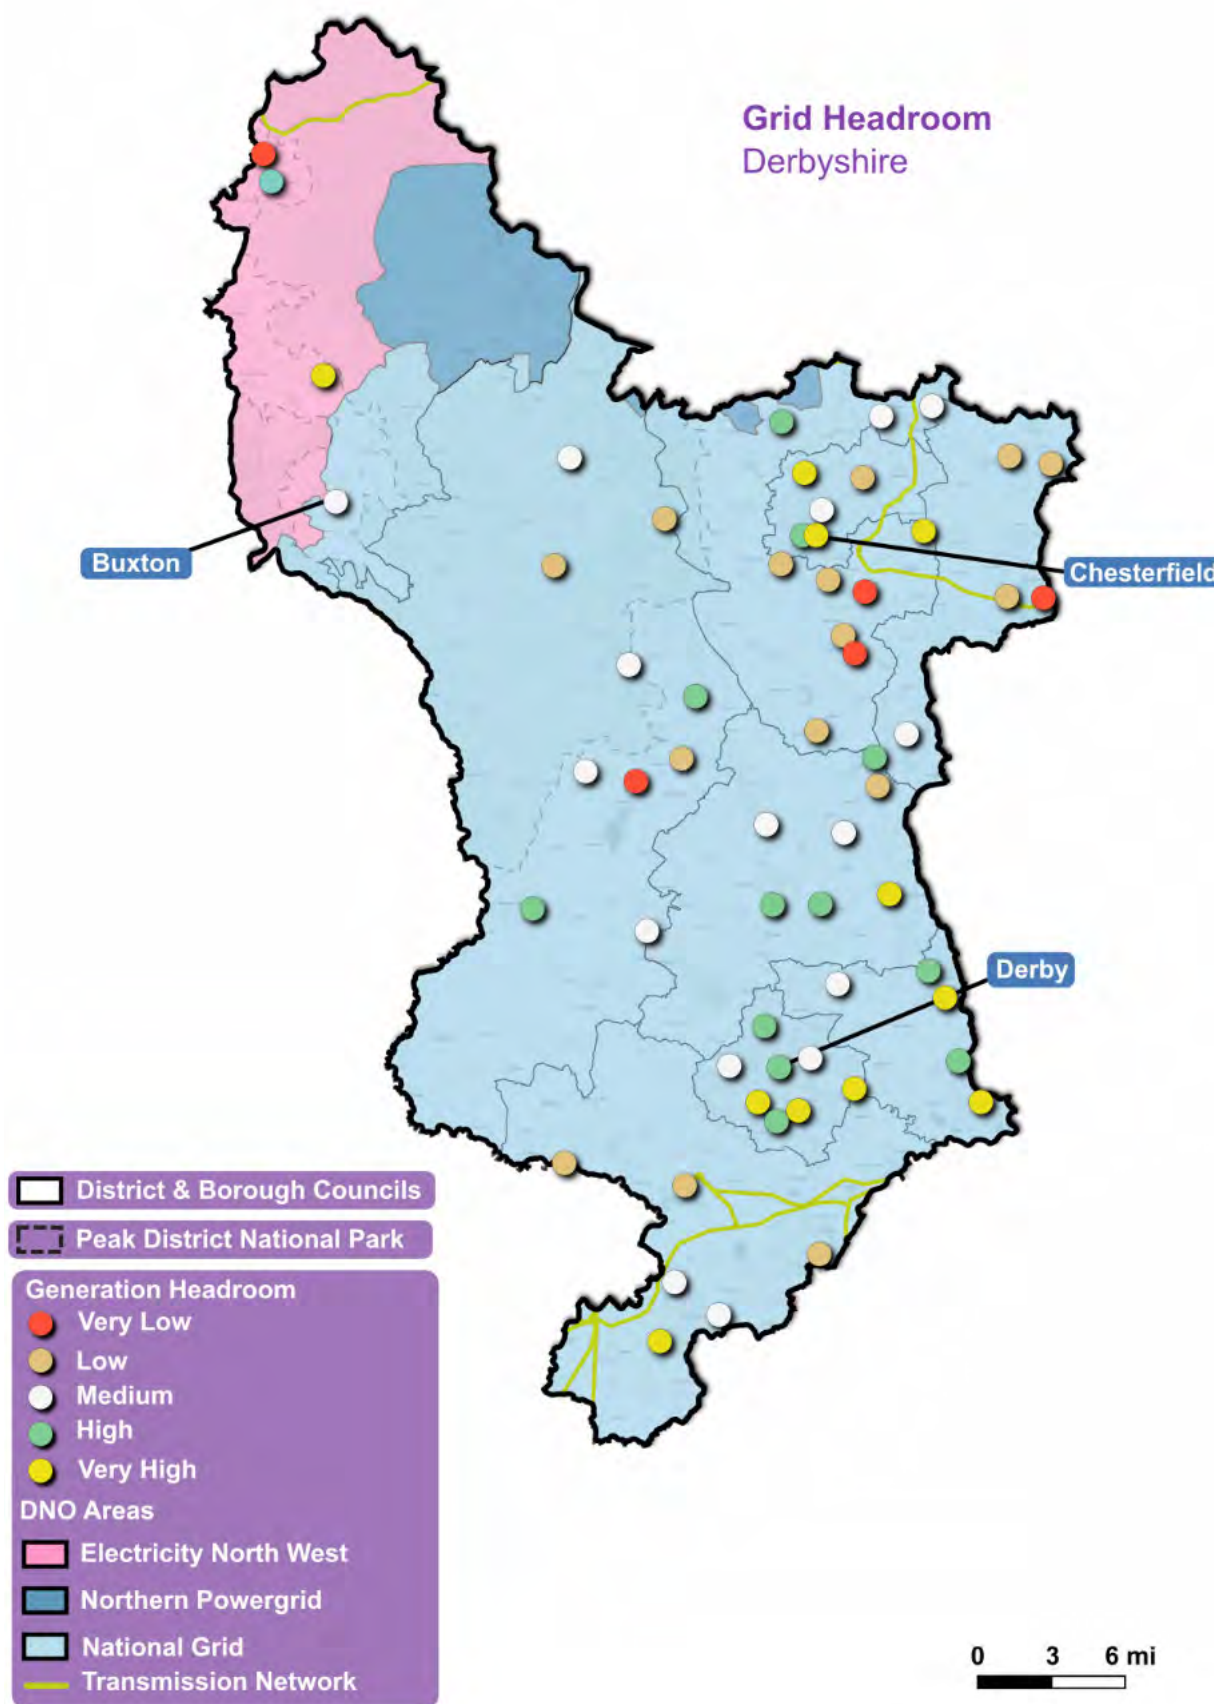 Grid Headroom
Derbyshire
Buxton
Chesterfield
Derby
District & Borough Councils
Peak District National Park
Generation Headroom
Very Low
Low
Medium
High
Very High
DNO Areas
Electricity North West
Northern Powergrid
National Grid
Transmission Network
0 3 6 mi